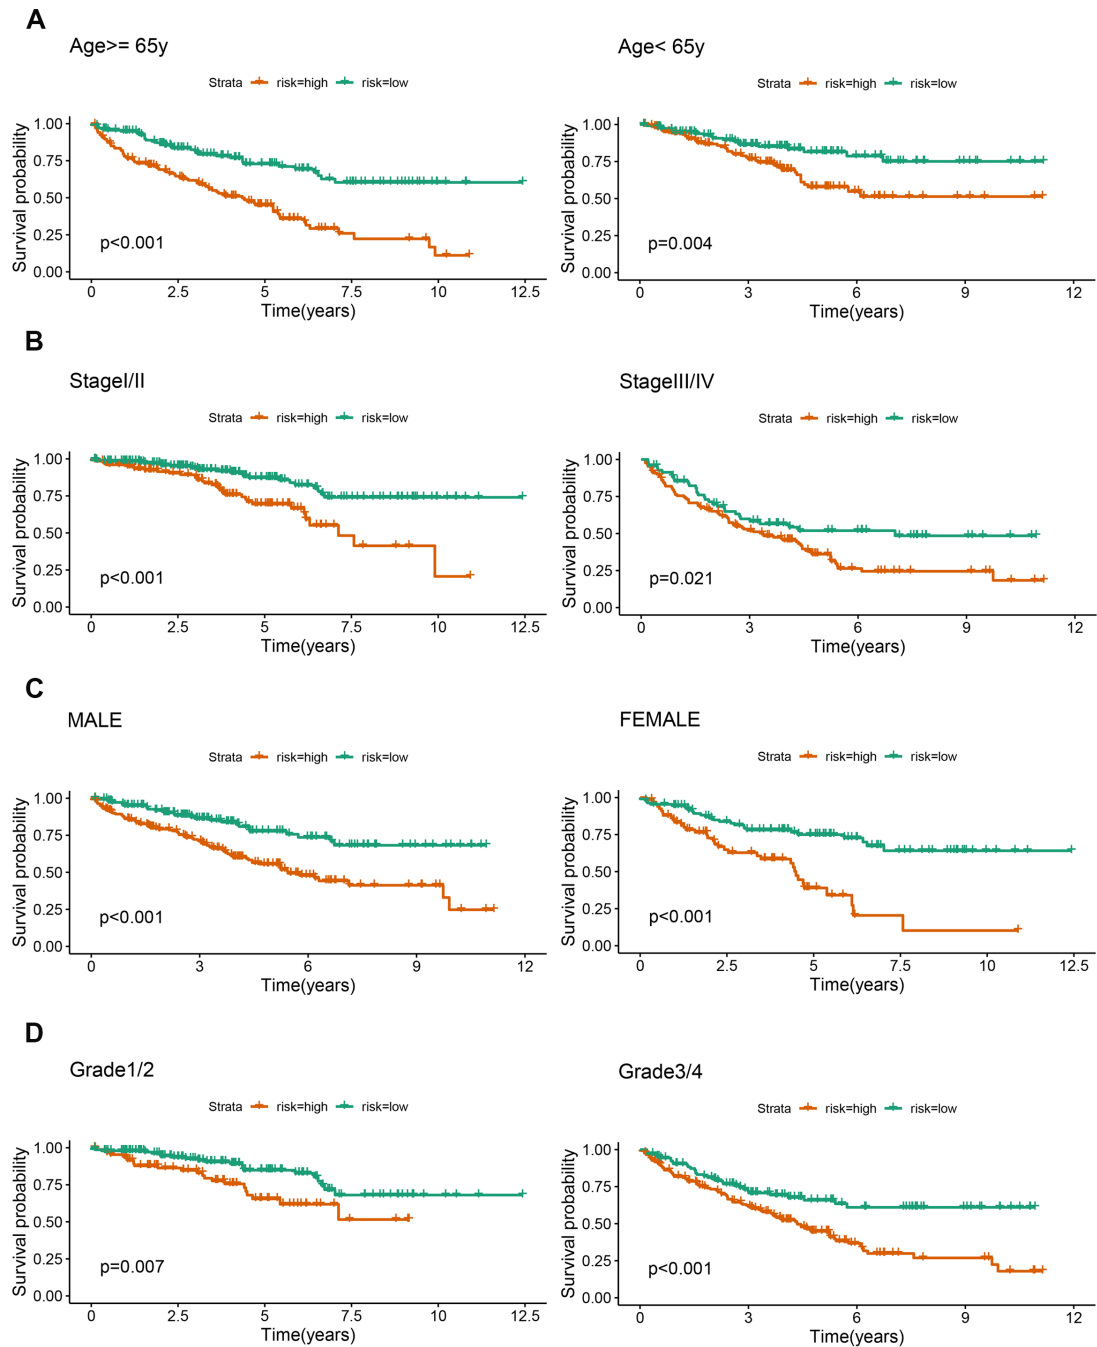 A
Age>= 65y
Strata risk=high risk=low
Survival probability
1.00
0.75
0.50
0.25
0.00
p<0.001
0 2.5 5 7.5 10 12.5
Time(years)
Age< 65y
Strata risk=high risk=low
Survival probability
1.00
0.75
0.50
0.25
0.00
p=0.004
0 3 6 9 12
Time(years)
B
StageI/II
Strata risk=high risk=low
Survival probability
1.00
0.75
0.50
0.25
0.00
p<0.001
0 2.5 5 7.5 10 12.5
Time(years)
StageIII/IV
Strata risk=high risk=low
Survival probability
1.00
0.75
0.50
0.25
0.00
p=0.021
0 3 6 9 12
Time(years)
C
MALE
Strata risk=high risk=low
Survival probability
1.00
0.75
0.50
0.25
0.00
p<0.001
0 3 6 9 12
Time(years)
FEMALE
Strata risk=high risk=low
Survival probability
1.00
0.75
0.50
0.25
0.00
p<0.001
0 2.5 5 7.5 10 12.5
Time(years)
D
Grade1/2
Strata risk=high risk=low
Survival probability
1.00
0.75
0.50
0.25
0.00
p=0.007
0 2.5 5 7.5 10 12.5
Time(years)
Grade3/4
Strata risk=high risk=low
Survival probability
1.00
0.75
0.50
0.25
0.00
p<0.001
0 3 6 9 12
Time(years)